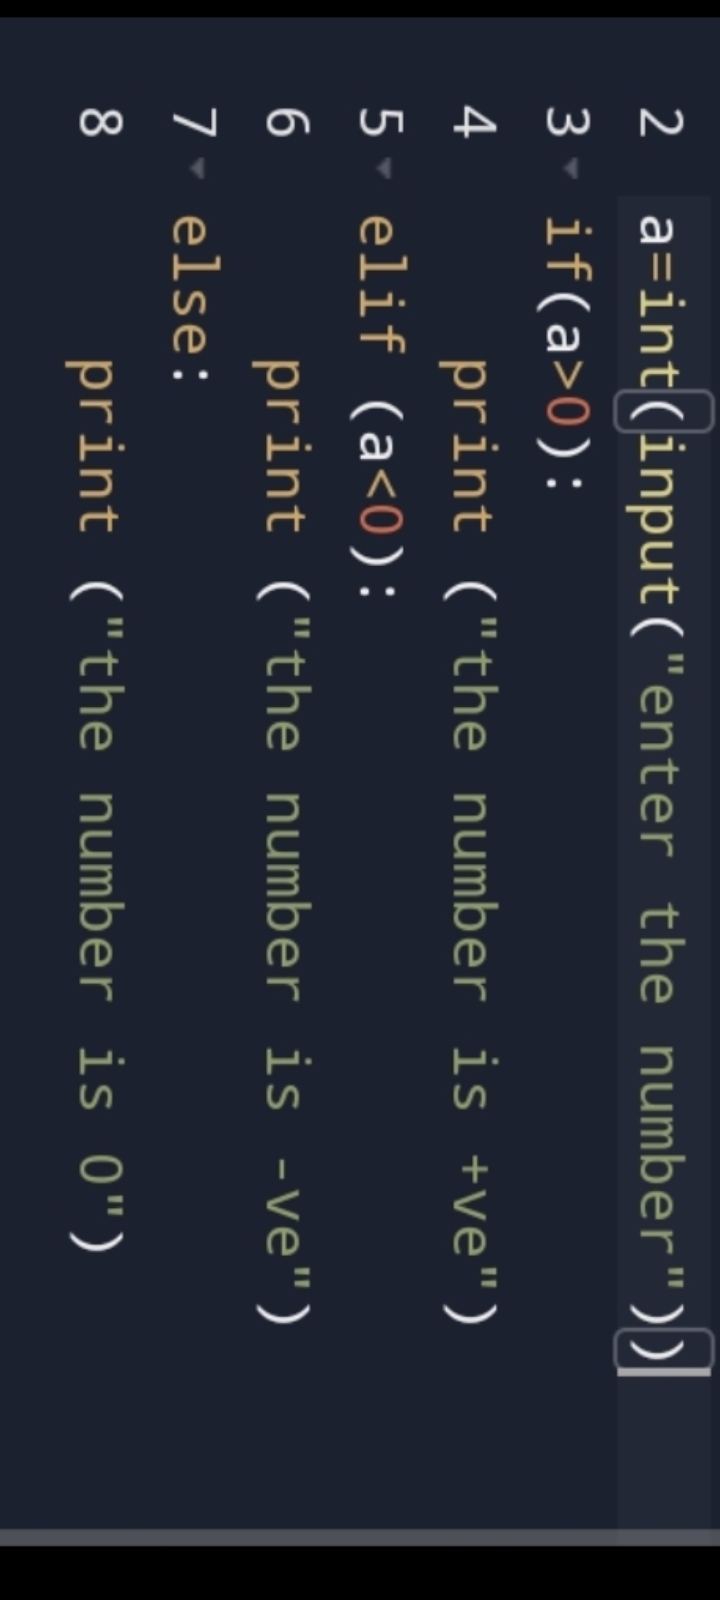 2 a=int(input("enter the number"))
3 if(a>0):
4     print ("the number is +ve")
5 elif (a<0):
6     print ("the number is -ve")
7 else:
8     print ("the number is 0")